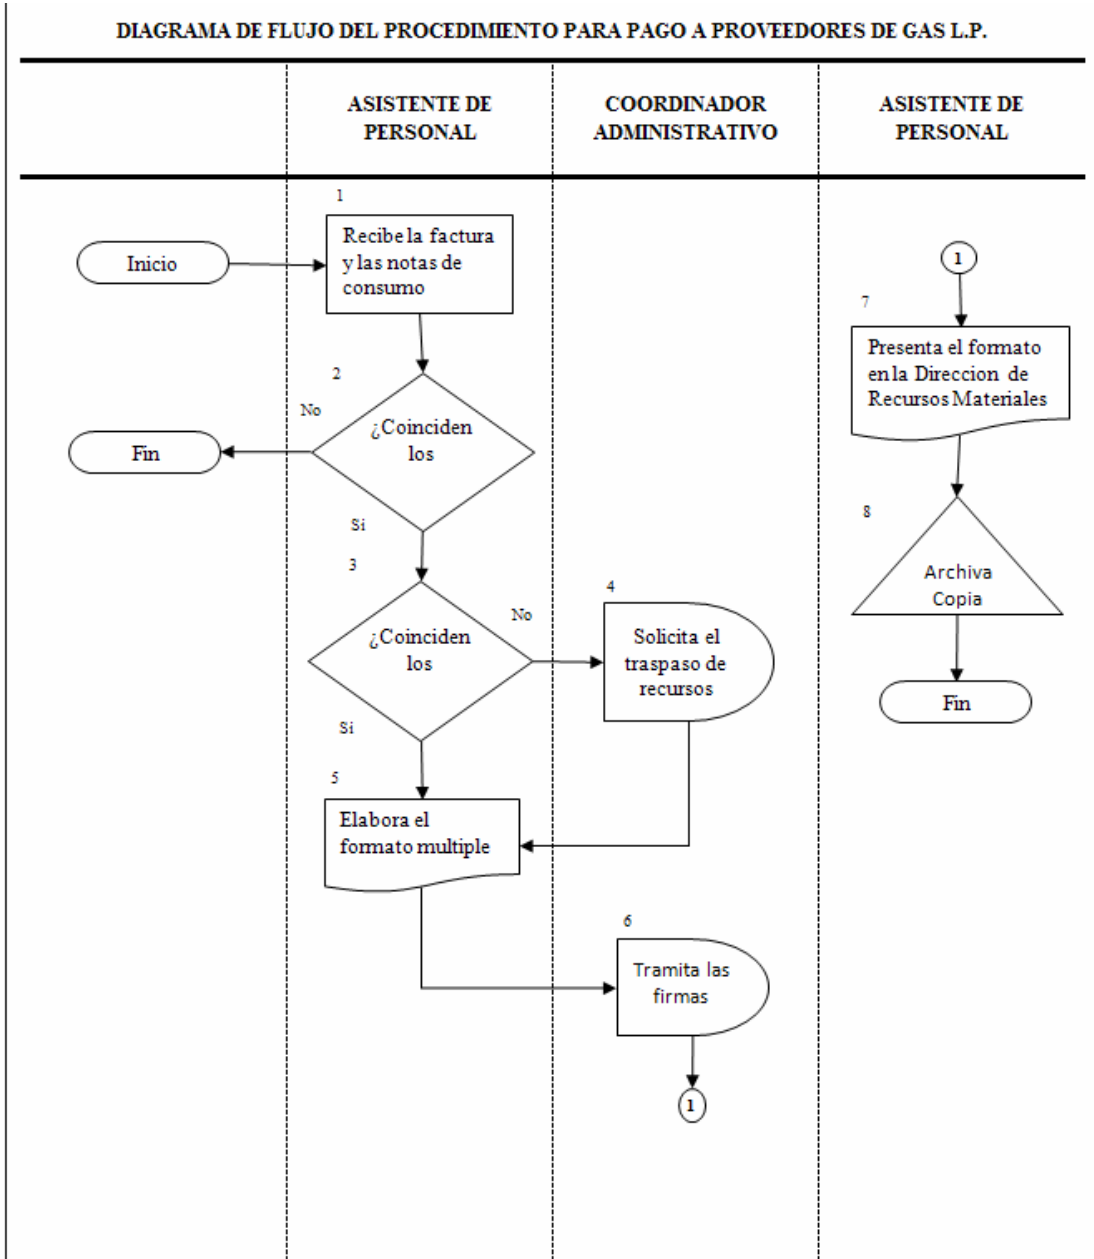 DIAGRAMA DE FLUJO DEL PROCEDIMIENTO PARA PAGO A PROVEEDORES DE GAS L.P.
ASISTENTE DE
PERSONAL
COORDINADOR
ADMINISTRATIVO
ASISTENTE DE
PERSONAL
Inicio
1
Recibe la factura
y las notas de
consumo
2
No
¿Coinciden
los
Fin
Si
3
¿Coinciden
los
No
4
Solicita el
traspaso de
recursos
Si
5
Elabora el
formato multiple
6
Tramita las
firmas
1
1
7
Presenta el formato
en la Direccion de
Recursos Materiales
8
Archiva
Copia
Fin